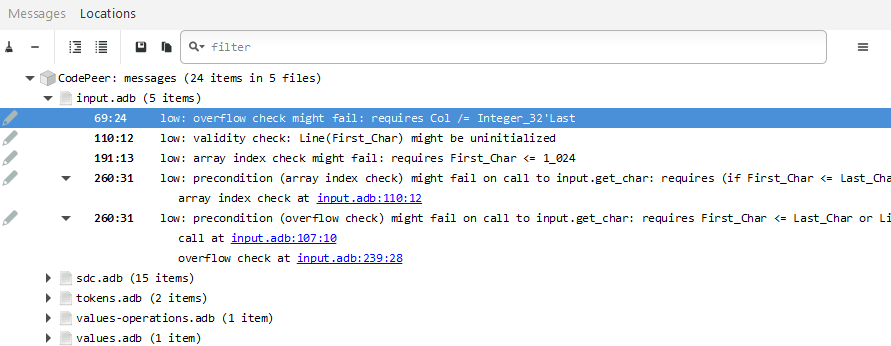 Messages Locations
filter
CodePeer: messages (24 items in 5 files)
input.adb (5 items)
69:24 low: overflow check might fail: requires Col /= Integer_32'Last
110:12 low: validity check: Line(First_Char) might be uninitialized
191:13 low: array index check might fail: requires First_Char <= 1_024
260:31 low: precondition (array index check) might fail on call to input.get_char: requires (if First_Char <= Last_Cha
array index check at input.adb:110:12
260:31 low: precondition (overflow check) might fail on call to input.get_char: requires First_Char <= Last_Char or Li
call at input.adb:107:10
overflow check at input.adb:239:28
sdc.adb (15 items)
tokens.adb (2 items)
values-operations.adb (1 item)
values.adb (1 item)